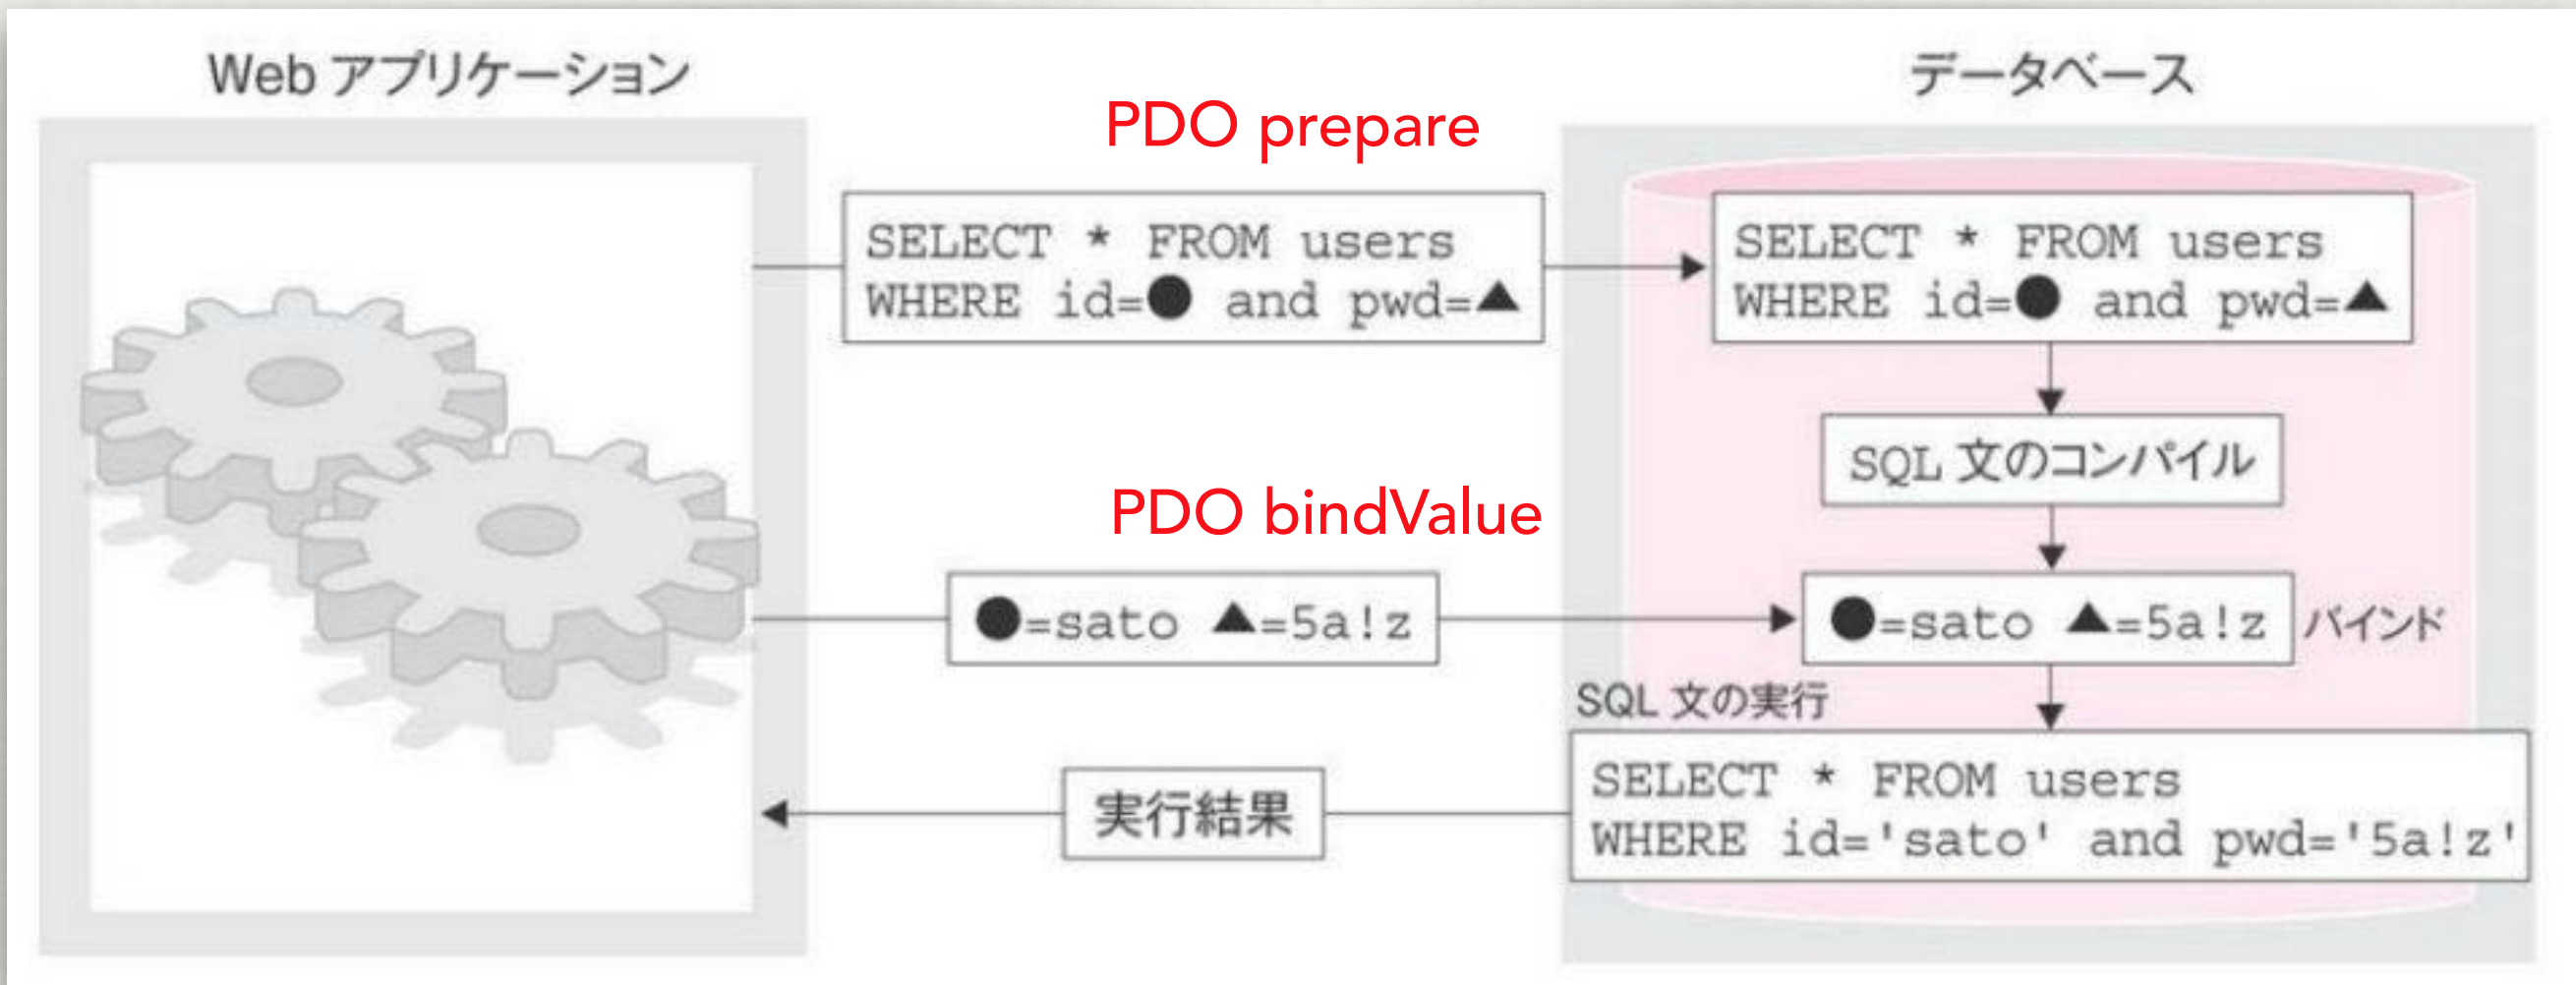 Web アプリケーション
データベース
PDO prepare
SELECT * FROM users
WHERE id=● and pwd=▲
SELECT * FROM users
WHERE id=● and pwd=▲
SQL 文のコンパイル
PDO bindValue
●=sato ▲=5a!z
●=sato ▲=5a!z
バインド
SQL 文の実行
SELECT * FROM users
WHERE id='sato' and pwd='5a!z'
実行結果